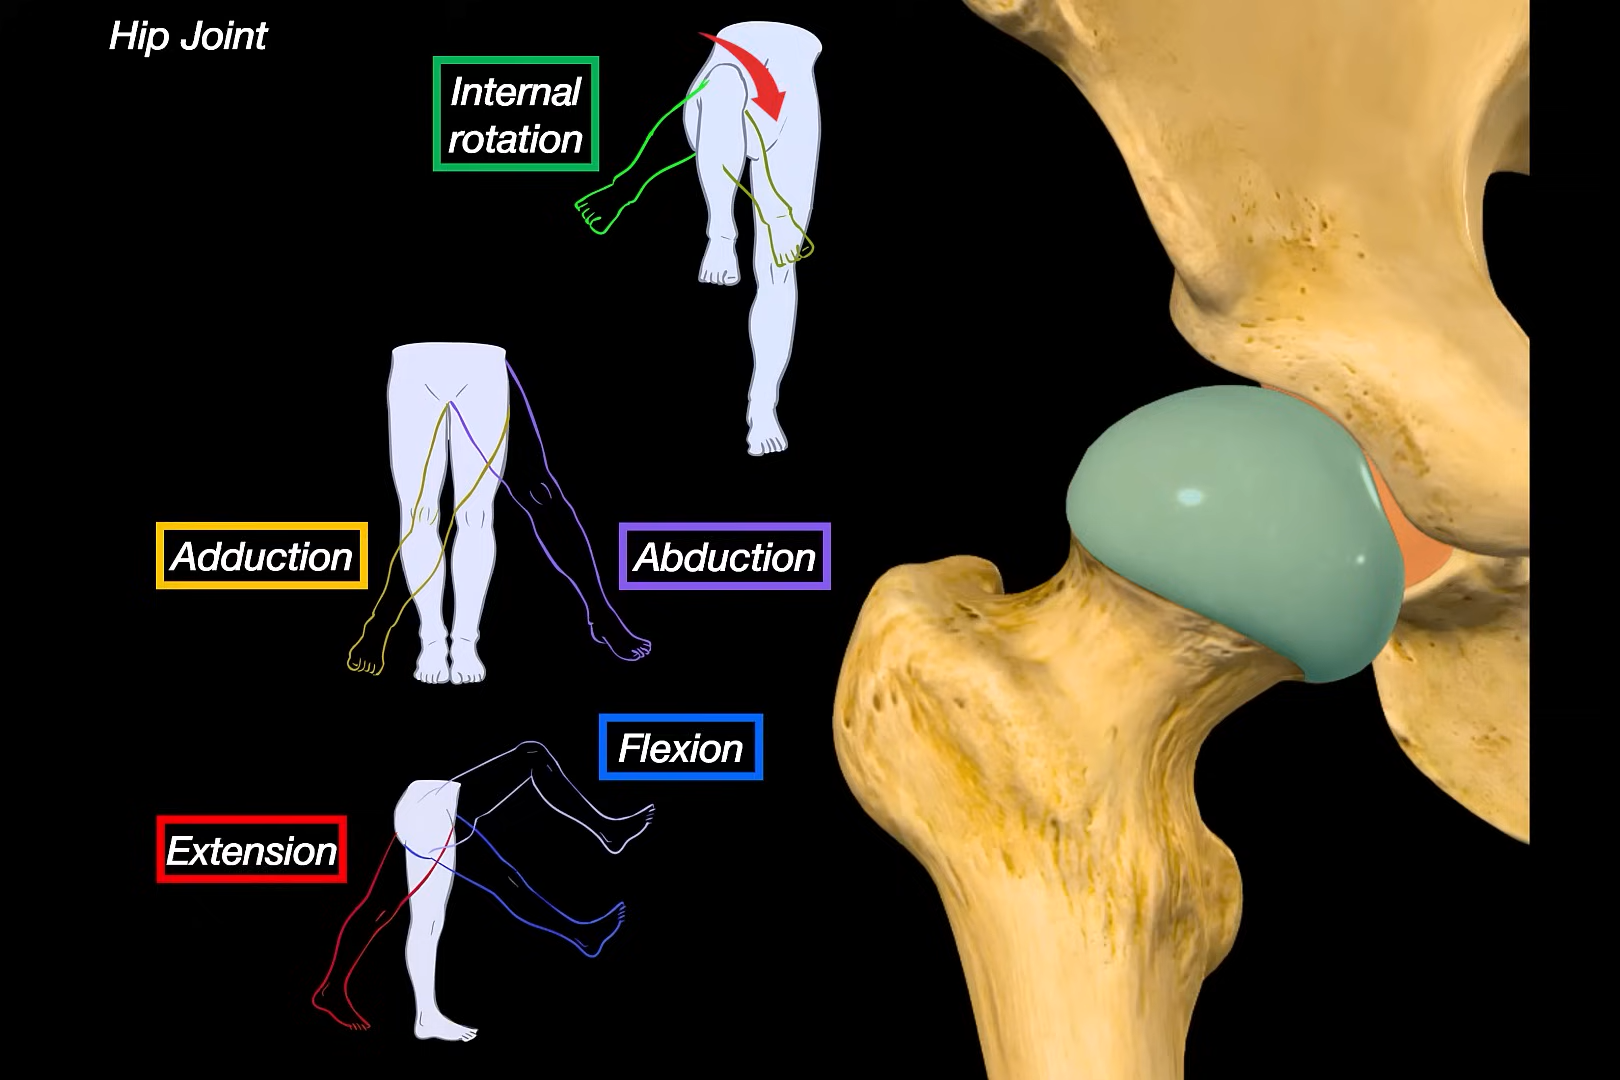 Hip Joint
Internal
rotation
Adduction
Abduction
Flexion
Extension